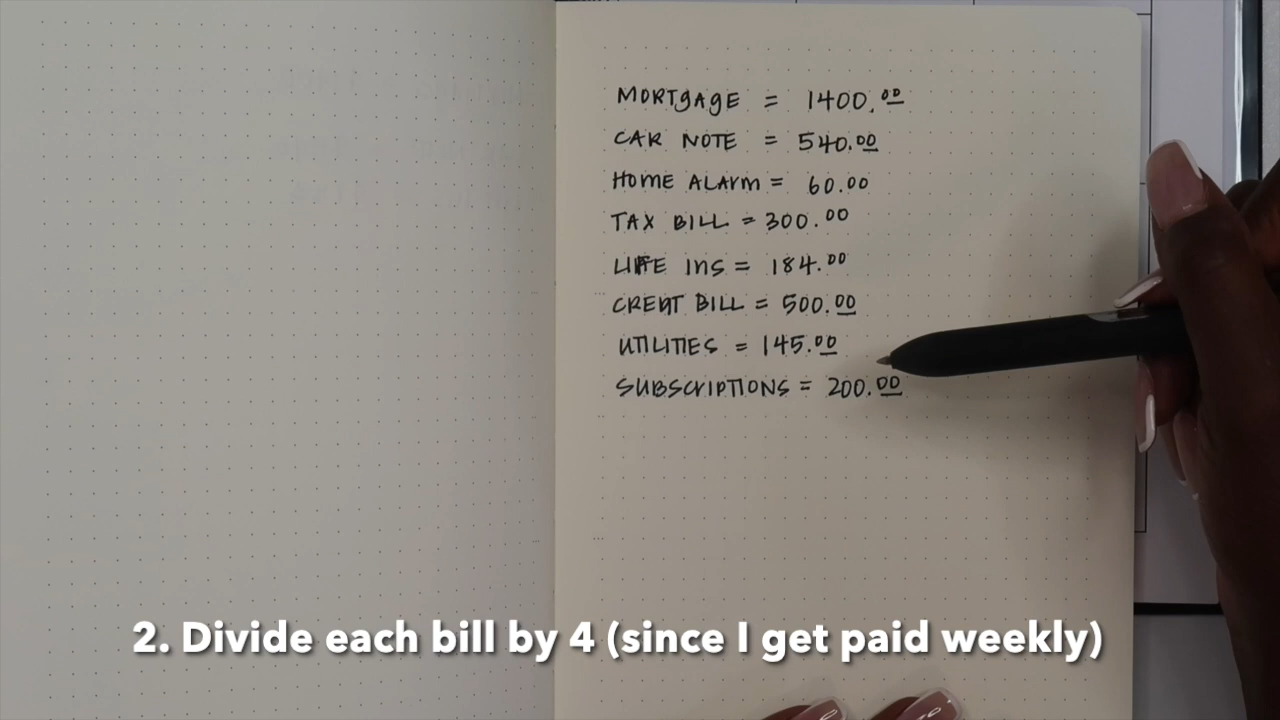 MORTgAgE = 1400.00
CAR NOTE = 540.00
HOME ALArm = 60.00
TAX BILL = 300.00
LIFE Ins = 184.00
CREDIT BILL = 500.00
UTILITIES = 145.00
SUBSCrIPTIONS = 200.00
2. Divide each bill by 4 (since I get paid weekly)